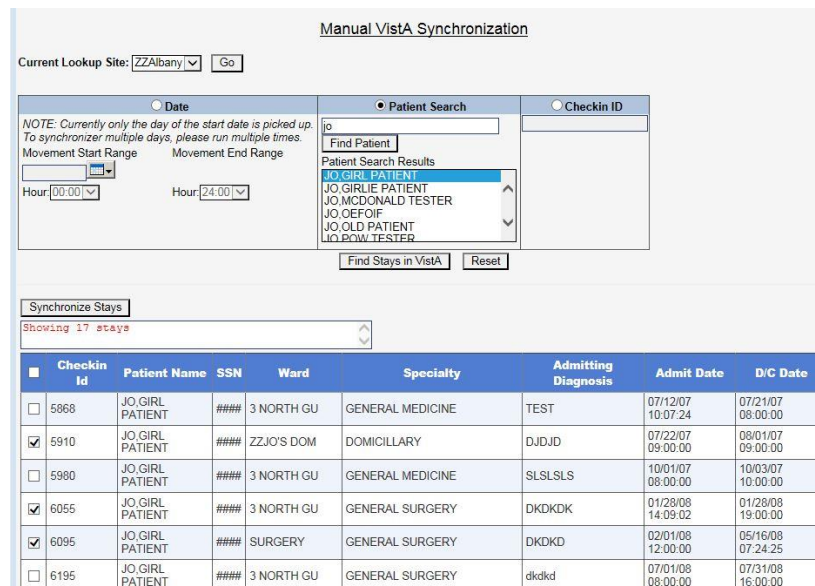 Manual VistA Synchronization
Current Lookup Site: ZZAlbany Go
Date
NOTE: Currently only the day of the start date is picked up.
To synchronizer multiple days, please run multiple times.
Movement Start Range Movement End Range
Hour: 00:00 Hour: 24:00
Patient Search
jo
Find Patient
Patient Search Results
JO,GIRL PATIENT
JO,GIRLIE PATIENT
JO,MCDONALD TESTER
JO,OEFOIF
JO,OLD PATIENT
JO,POW TESTER
Checkin ID
Find Stays in VistA Reset
Synchronize Stays
Showing 17 stays
Checkin Id Patient Name SSN Ward Specialty Admitting Diagnosis Admit Date D/C Date
5868 JO,GIRL PATIENT #### 3 NORTH GU GENERAL MEDICINE TEST 07/12/07 10:07:24 07/21/07 08:00:00
5910 JO,GIRL PATIENT #### ZZJO'S DOM DOMICILLARY DJDJD 07/22/07 09:00:00 08/01/07 09:00:00
5980 JO,GIRL PATIENT #### 3 NORTH GU GENERAL MEDICINE SLSLSLS 10/01/07 08:00:00 10/03/07 10:00:00
6055 JO,GIRL PATIENT #### 3 NORTH GU GENERAL SURGERY DKDKDK 01/28/08 14:09:02 01/28/08 19:00:00
6095 JO,GIRL PATIENT #### SURGERY GENERAL SURGERY DKDKD 02/01/08 12:00:00 05/16/08 07:24:25
6195 JO,GIRL PATIENT #### 3 NORTH GU GENERAL SURGERY dkdkd 07/01/08 08:00:00 07/31/08 16:00:00